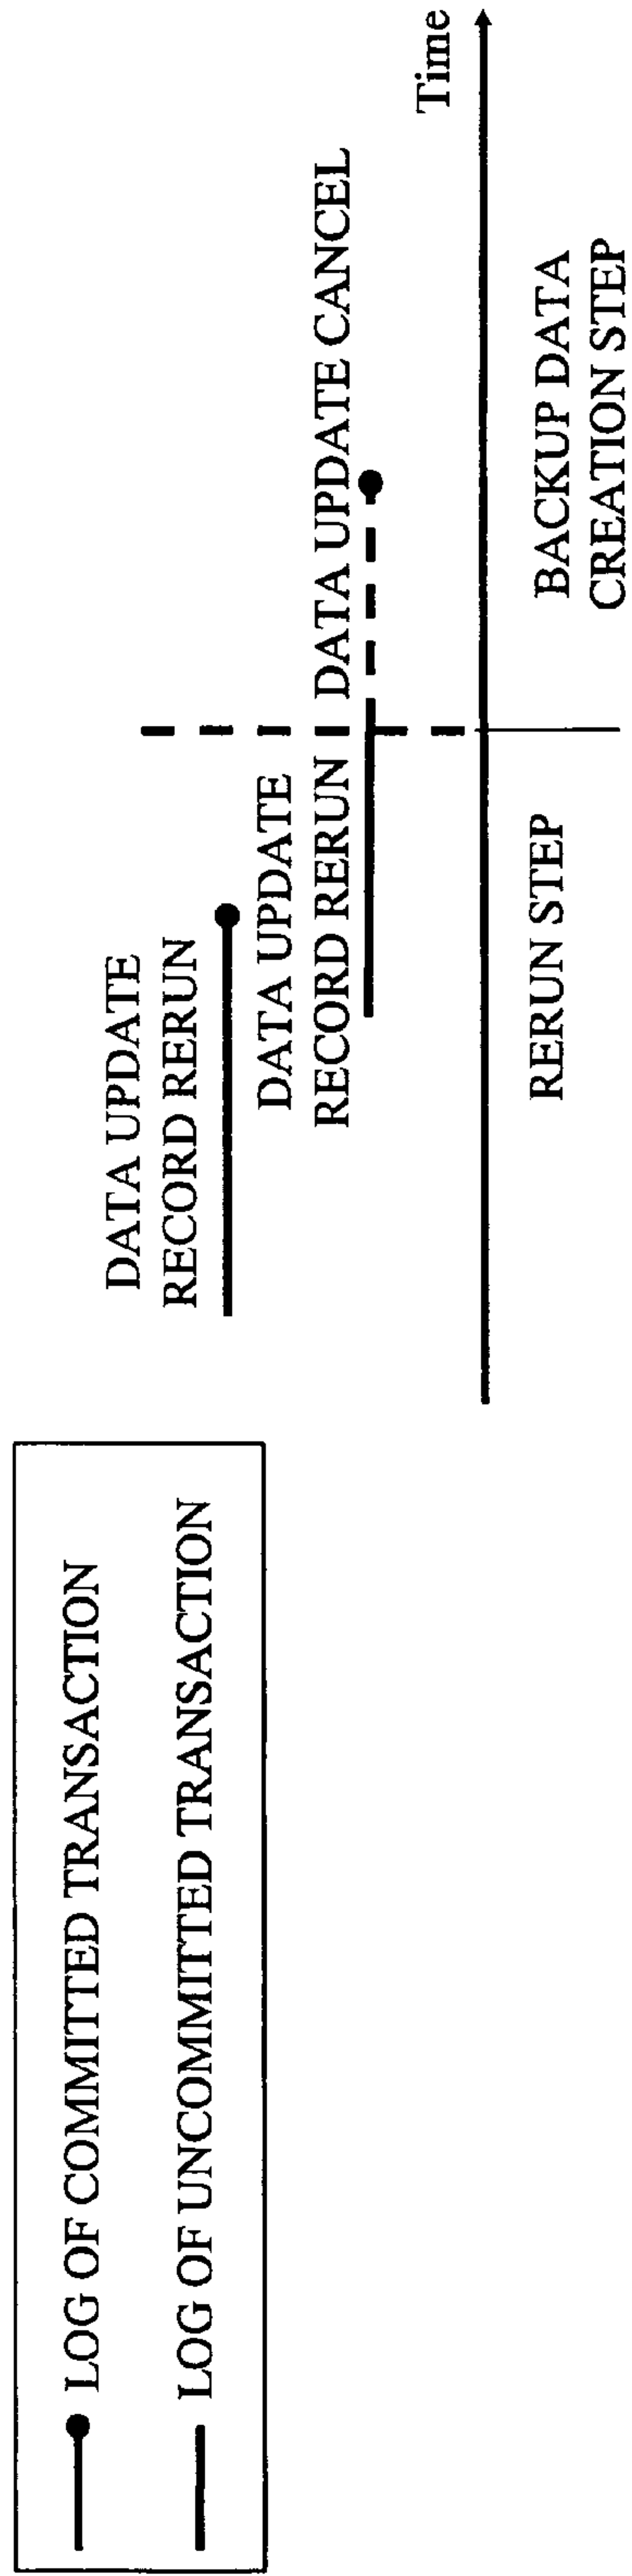 LOG OF COMMITTED TRANSACTION
LOG OF UNCOMMITTED TRANSACTION
DATA UPDATE
RECORD RERUN
DATA UPDATE
RECORD RERUN
DATA UPDATE CANCEL
Time
RERUN STEP
BACKUP DATA
CREATION STEP